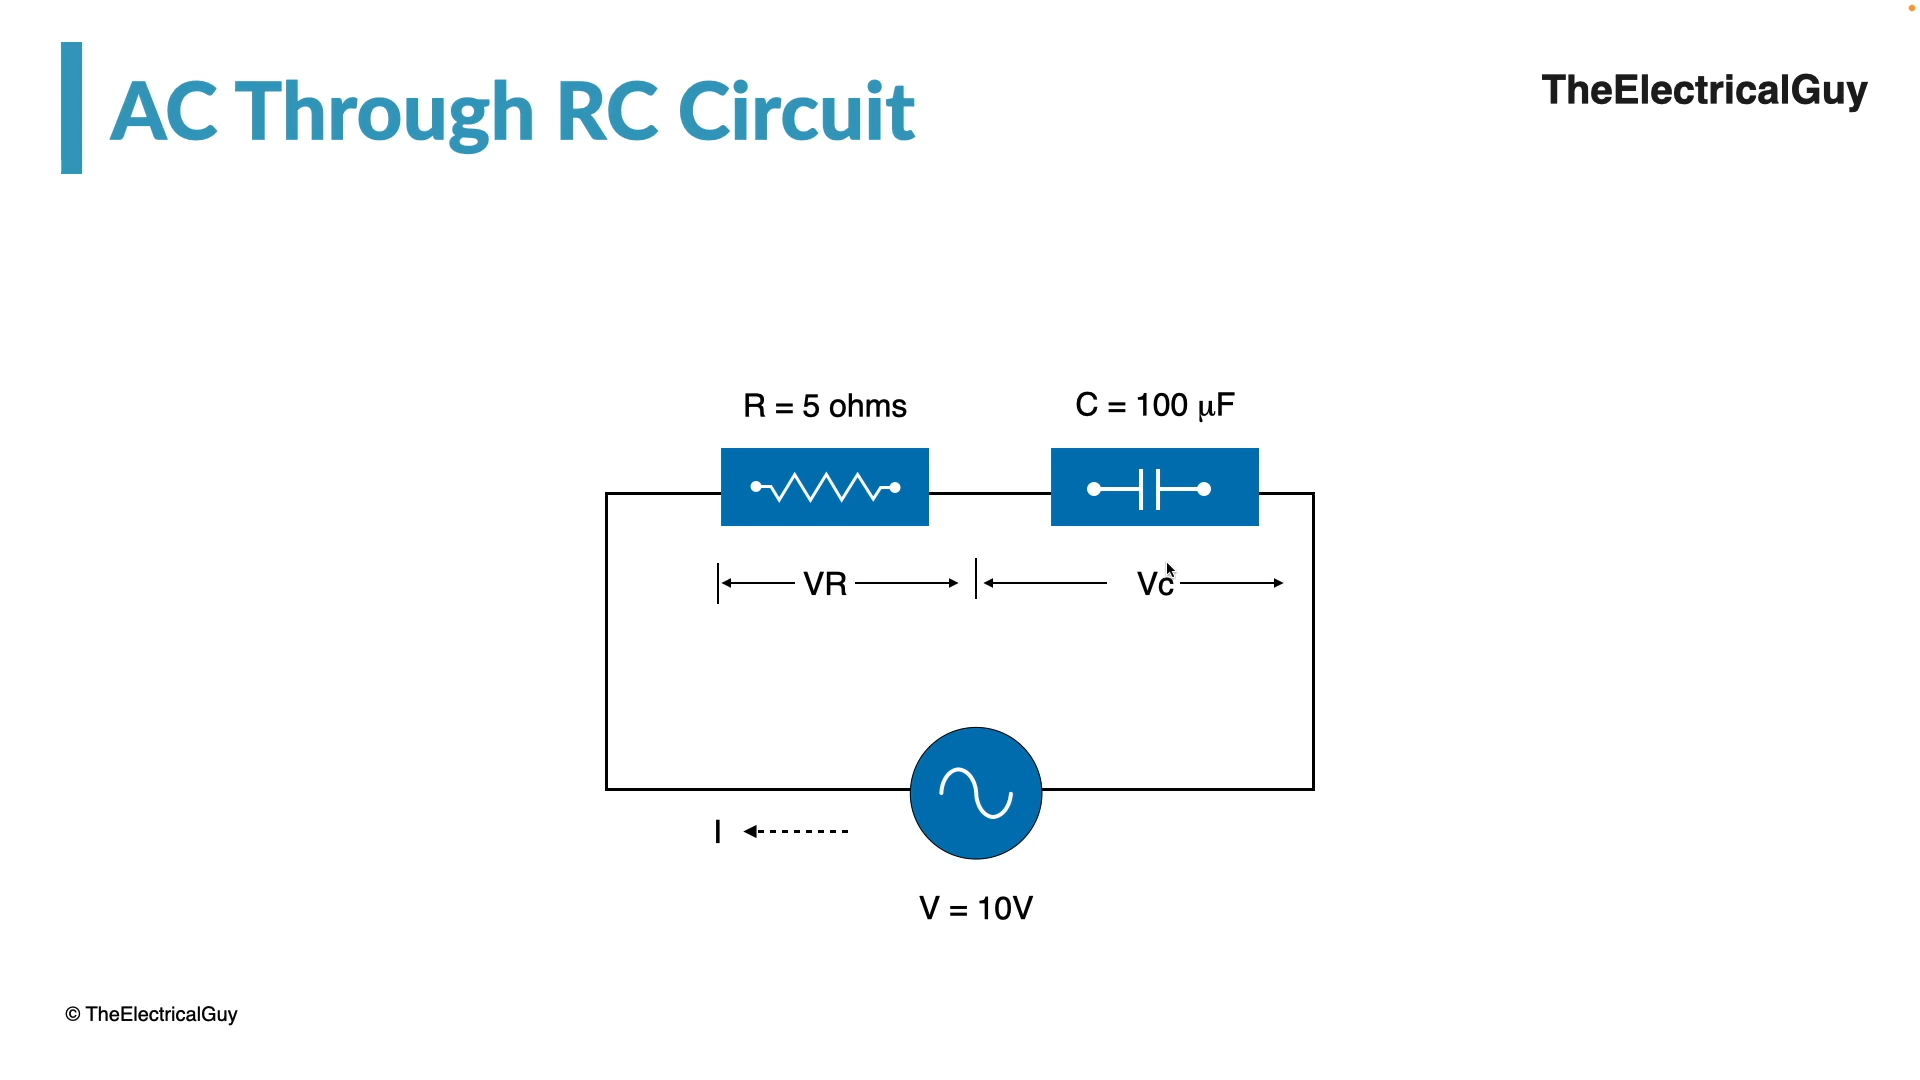 AC Through RC Circuit
TheElectricalGuy
R = 5 ohms
C = 100 μF
VR
Vc
I
V = 10V
© TheElectricalGuy